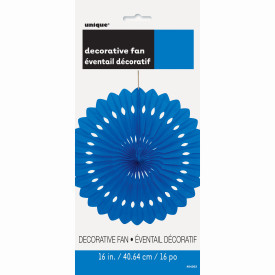 unique
decorative fan
éventail décoratif
DECORATIVE FAN • ÉVENTAIL DÉCORATIF
16 in. / 40.64 cm / 16 po